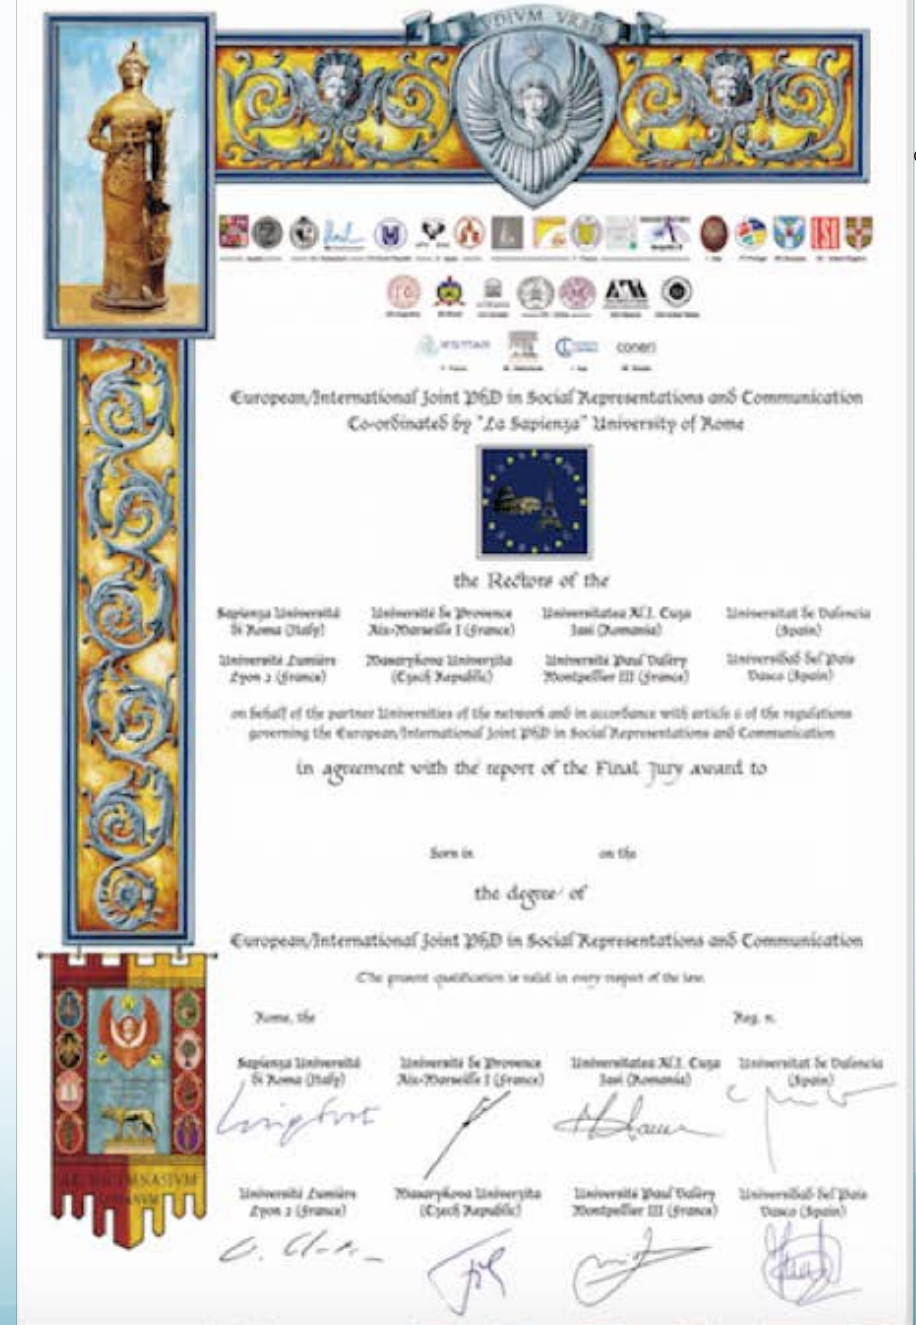 STVDIVM VRBIS
European/International Joint PhD in Social Representations and Communication
Co-ordinated by "La Sapienza" University of Rome
the Rectors of the
Sapienza Università di Roma (Italy)
Université de Provence Aix-Marseille I (France)
Universitatea Al.I. Cuza Iasi (Romania)
Universitat de Valencia (Spain)
Université Lumière Lyon 2 (France)
Masarykova Univerzita (Czech Republic)
Université Paul Valéry Montpellier III (France)
Universidad del Pais Vasco (Spain)
on behalf of the partner Universities of the network and in accordance with article 6 of the regulations
governing the European/International Joint PhD in Social Representations and Communication
in agreement with the report of the Final Jury award to
Born in on the
the degree of
European/International Joint PhD in Social Representations and Communication
The present qualification is valid in every respect of the law.
Rome, the Reg. n.
Sapienza Università di Roma (Italy)
Université de Provence Aix-Marseille I (France)
Universitatea Al.I. Cuza Iasi (Romania)
Universitat de Valencia (Spain)
Université Lumière Lyon 2 (France)
Masarykova Univerzita (Czech Republic)
Université Paul Valéry Montpellier III (France)
Universidad del Pais Vasco (Spain)